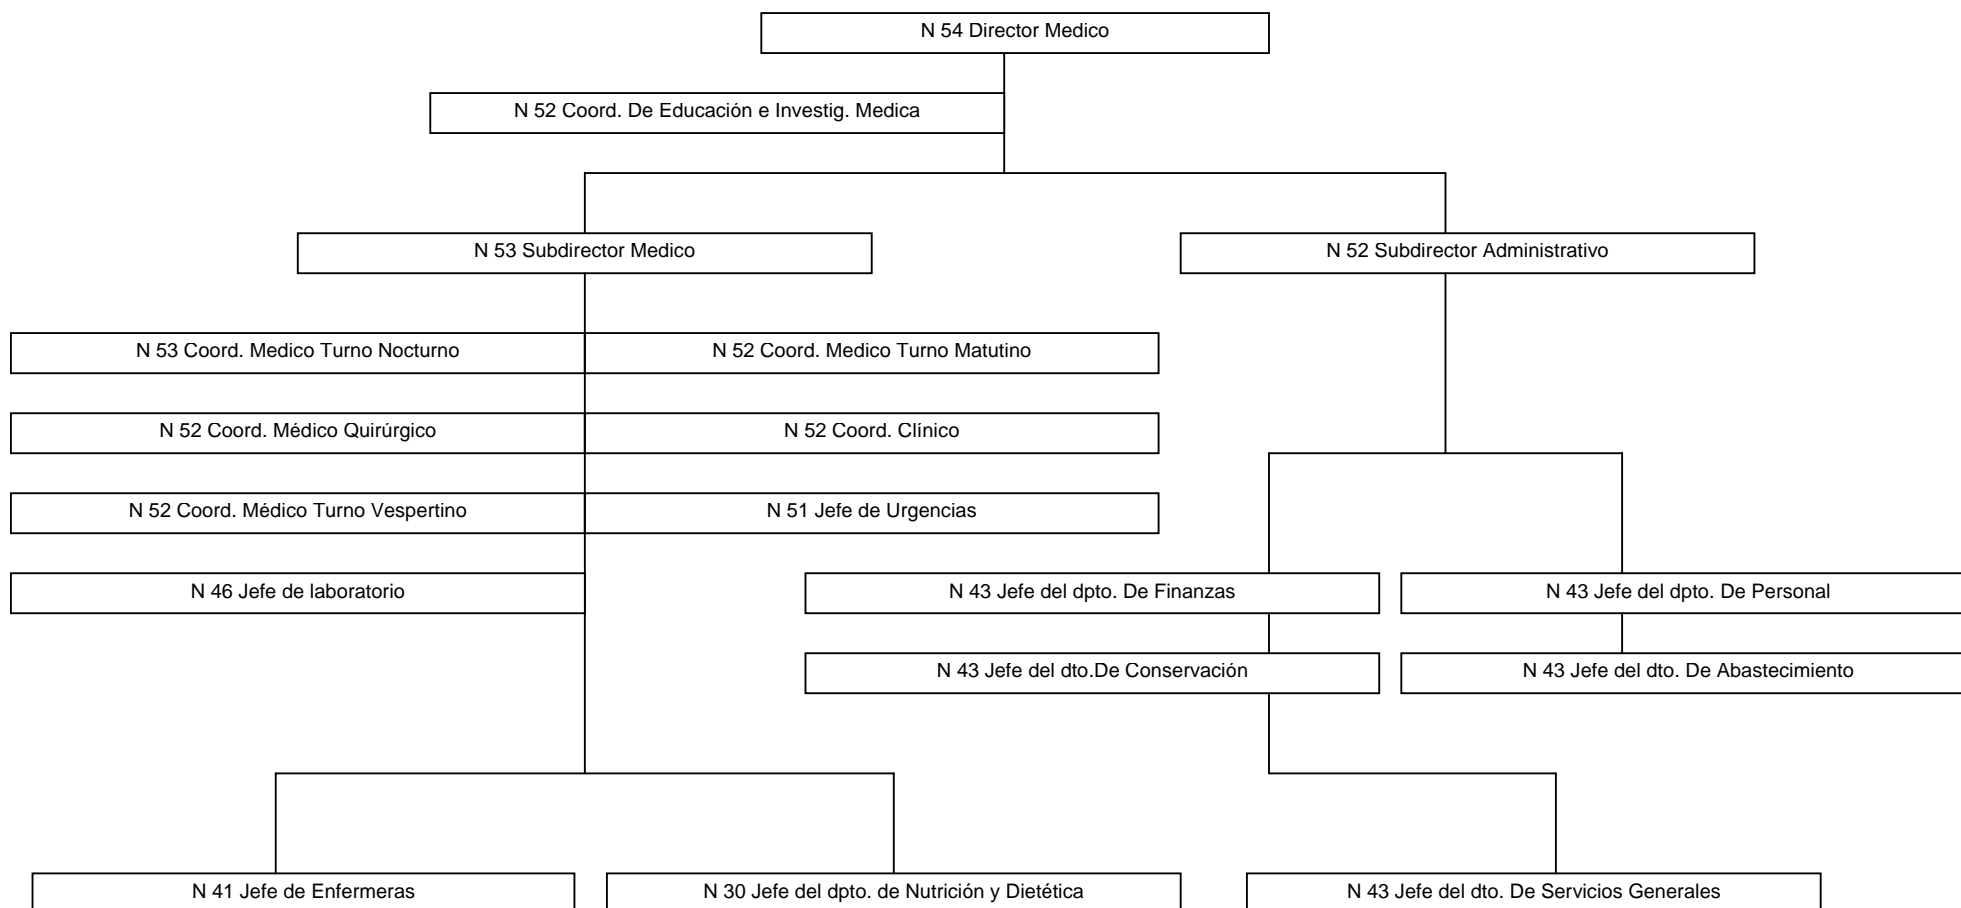 N 54 Director Medico
N 52 Coord. De Educación e Investig. Medica
N 53 Subdirector Medico
N 52 Subdirector Administrativo
N 53 Coord. Medico Turno Nocturno
N 52 Coord. Medico Turno Matutino
N 52 Coord. Médico Quirúrgico
N 52 Coord. Clínico
N 52 Coord. Médico Turno Vespertino
N 51 Jefe de Urgencias
N 46 Jefe de laboratorio
N 43 Jefe del dpto. De Finanzas
N 43 Jefe del dpto. De Personal
N 43 Jefe del dto.De Conservación
N 43 Jefe del dto. De Abastecimiento
N 41 Jefe de Enfermeras
N 30 Jefe del dpto. de Nutrición y Dietética
N 43 Jefe del dto. De Servicios Generales